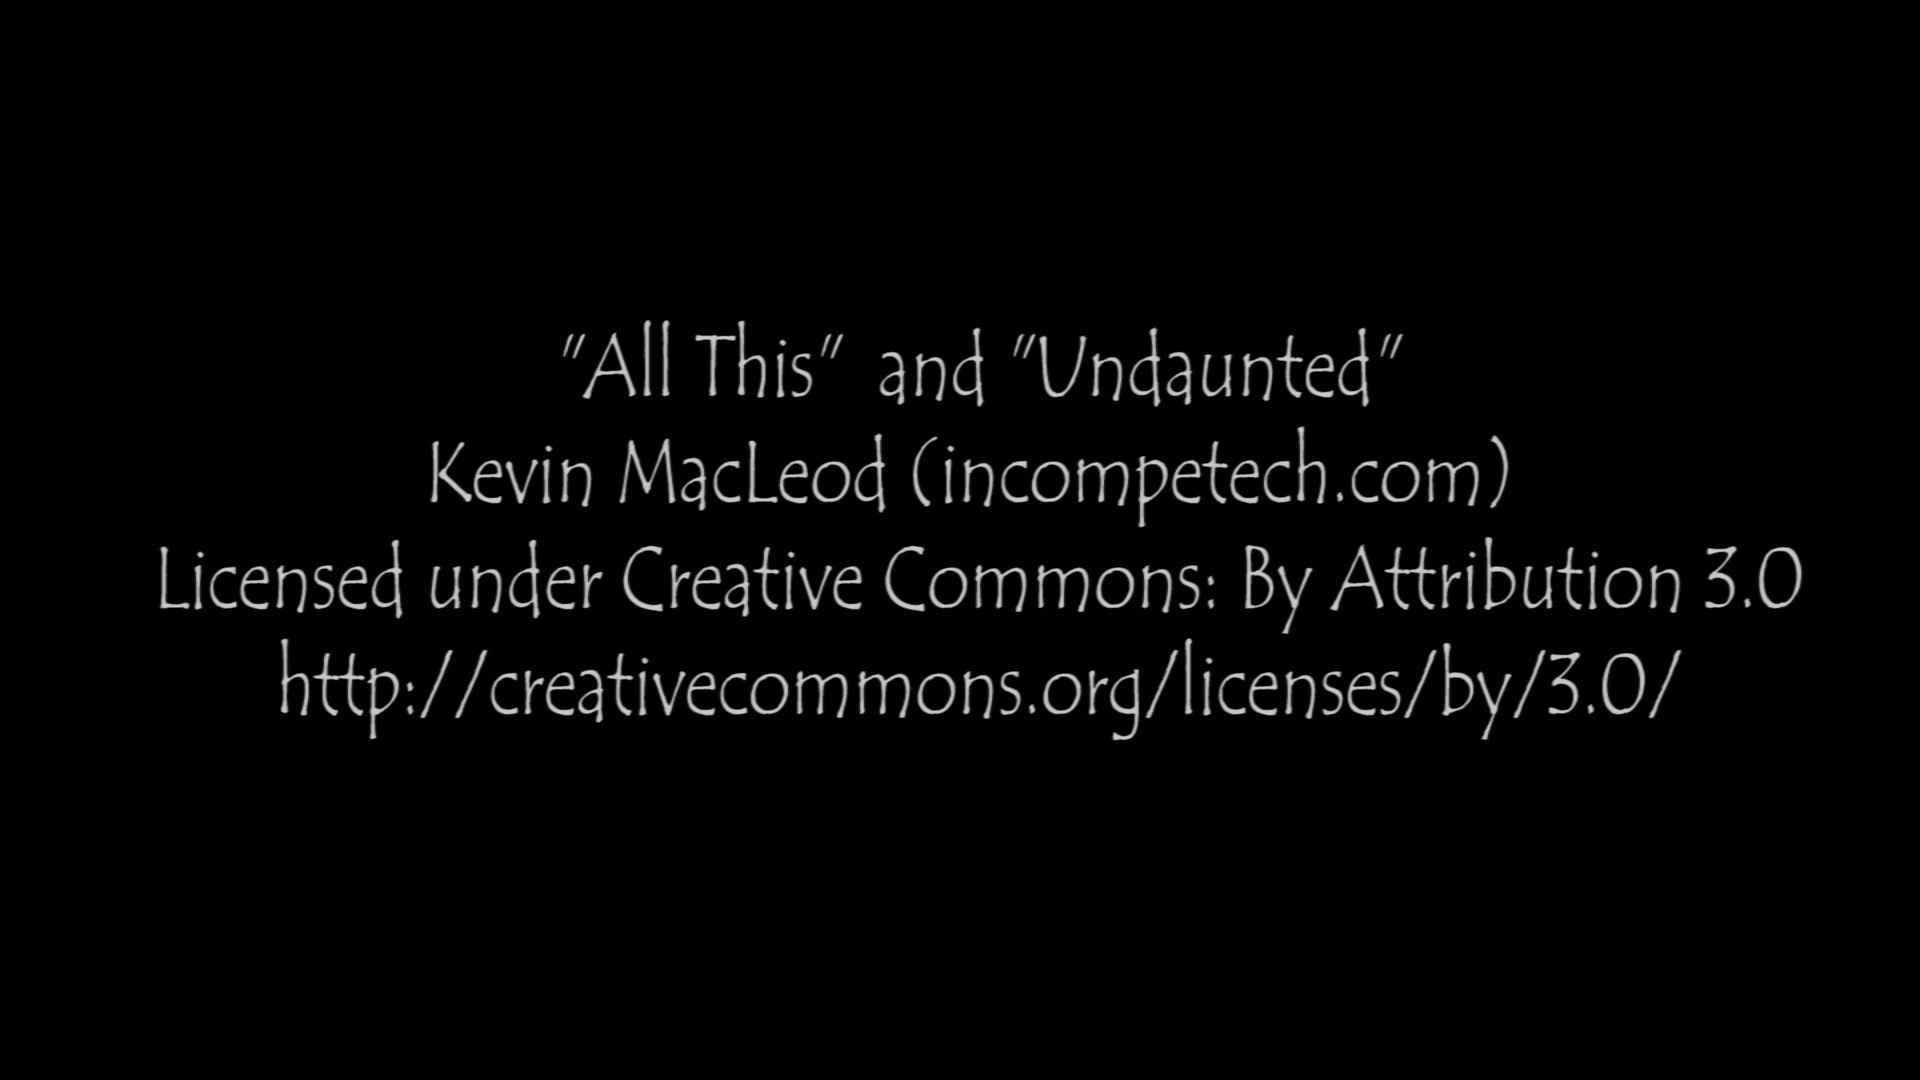 "All This" and "Undaunted"
Kevin MacLeod (incompetech.com)
Licensed under Creative Commons: By Attribution 3.0
http://creativecommons.org/licenses/by/3.0/